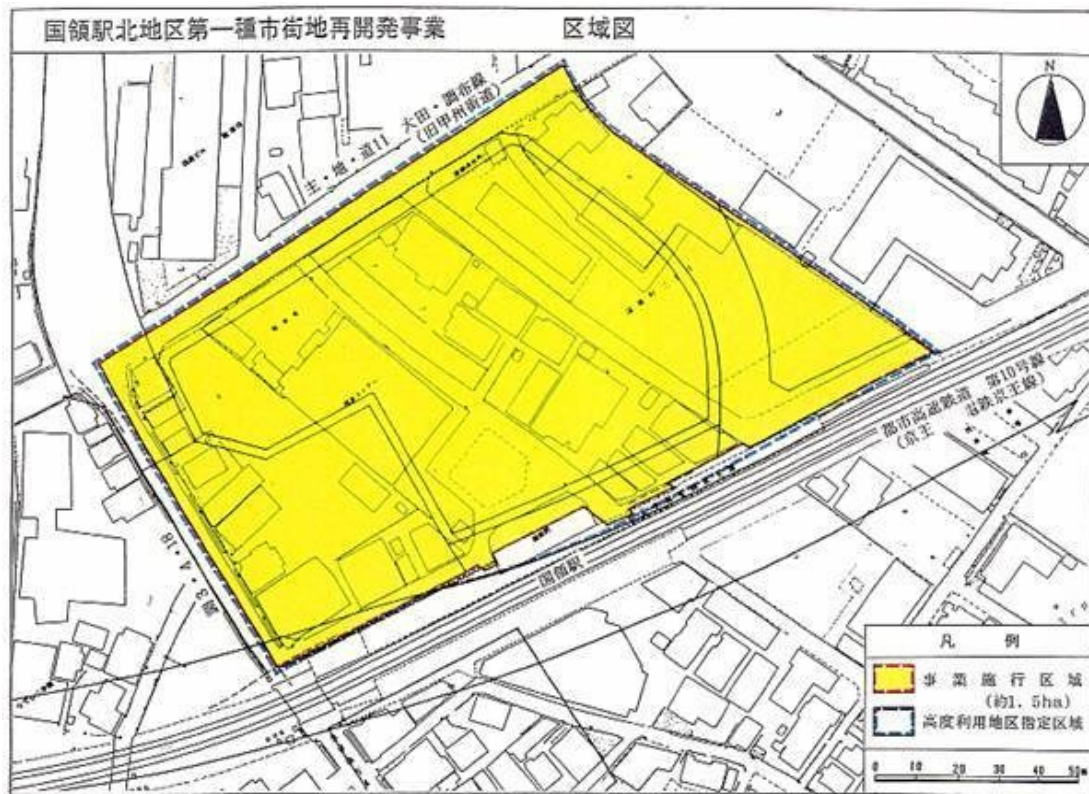 国領駅北地区第一種市街地再開発事業 区域図
N
主・地・道11 大田・調布線
(旧甲州街道)
都市高速鉄道 第10号線
(京王 電鉄京王線)
国領駅
3・4・18
凡 例
事業施行区域
(約1.5ha)
高度利用地区指定区域
0 10 20 30 40 50m